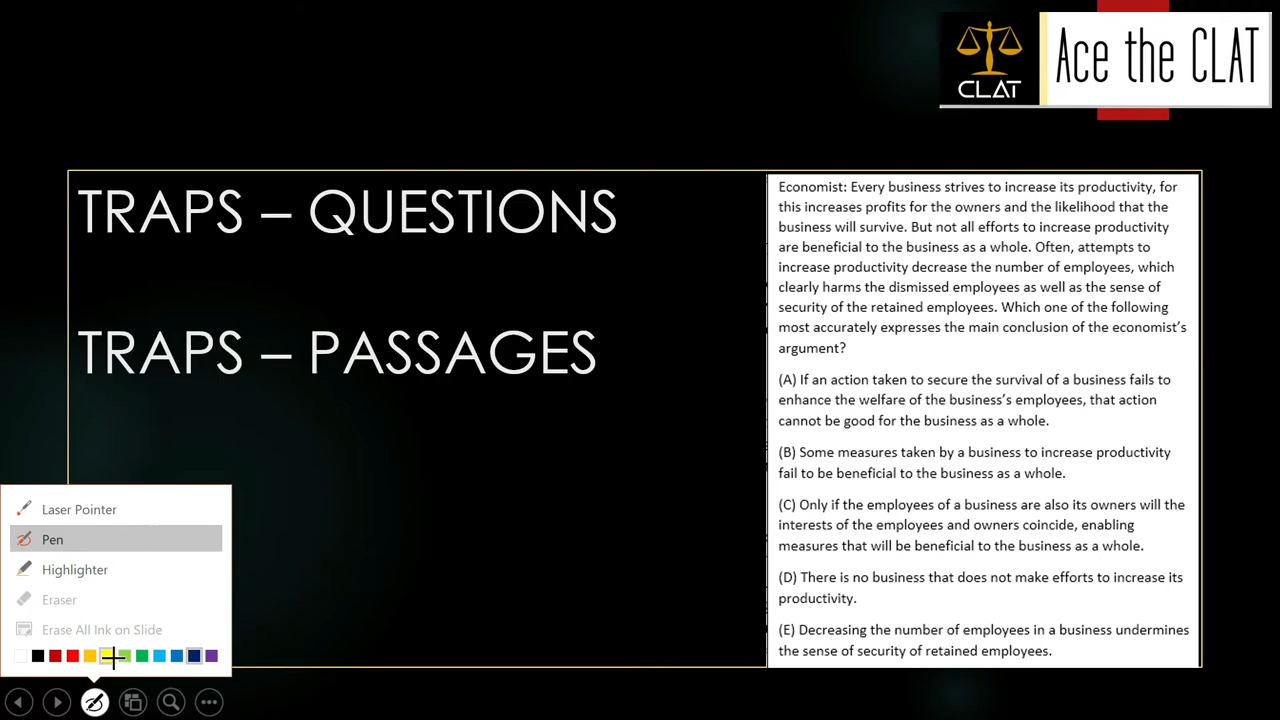 CLAT
Ace the CLAT
TRAPS – QUESTIONS
TRAPS – PASSAGES
Economist: Every business strives to increase its productivity, for
this increases profits for the owners and the likelihood that the
business will survive. But not all efforts to increase productivity
are beneficial to the business as a whole. Often, attempts to
increase productivity decrease the number of employees, which
clearly harms the dismissed employees as well as the sense of
security of the retained employees. Which one of the following
most accurately expresses the main conclusion of the economist's
argument?
(A) If an action taken to secure the survival of a business fails to
enhance the welfare of the business's employees, that action
cannot be good for the business as a whole.
(B) Some measures taken by a business to increase productivity
fail to be beneficial to the business as a whole.
(C) Only if the employees of a business are also its owners will the
interests of the employees and owners coincide, enabling
measures that will be beneficial to the business as a whole.
(D) There is no business that does not make efforts to increase its
productivity.
(E) Decreasing the number of employees in a business undermines
the sense of security of retained employees.
Laser Pointer
Pen
Highlighter
Eraser
Erase All Ink on Slide